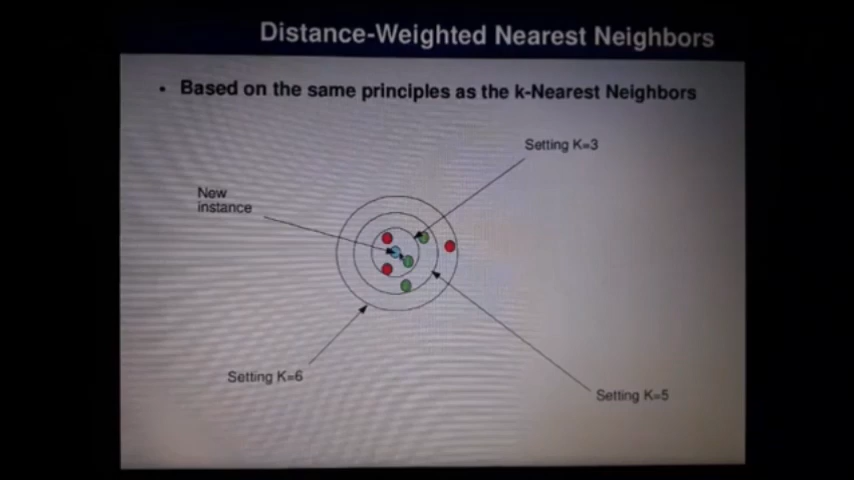 Distance-Weighted Nearest Neighbors
• Based on the same principles as the k-Nearest Neighbors
Setting K=3
New
instance
Setting K=6
Setting K=5